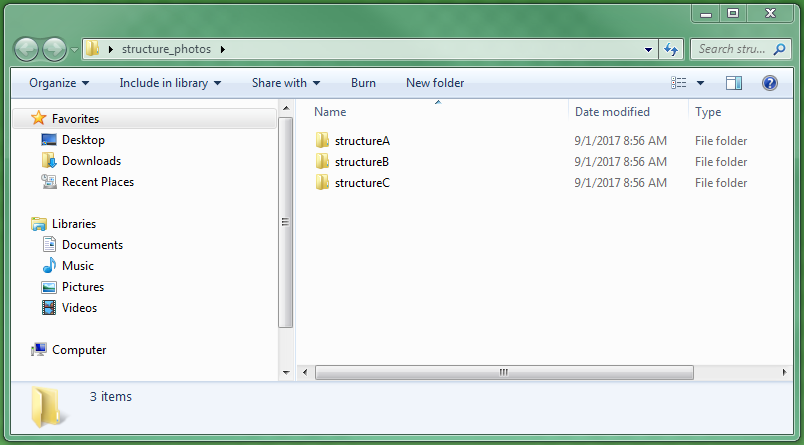 structure_photos
Search stru...
Organize Include in library Share with Burn New folder
Favorites
Desktop
Downloads
Recent Places
Libraries
Documents
Music
Pictures
Videos
Computer
Name Date modified Type
structureA 9/1/2017 8:56 AM File folder
structureB 9/1/2017 8:56 AM File folder
structureC 9/1/2017 8:56 AM File folder
3 items